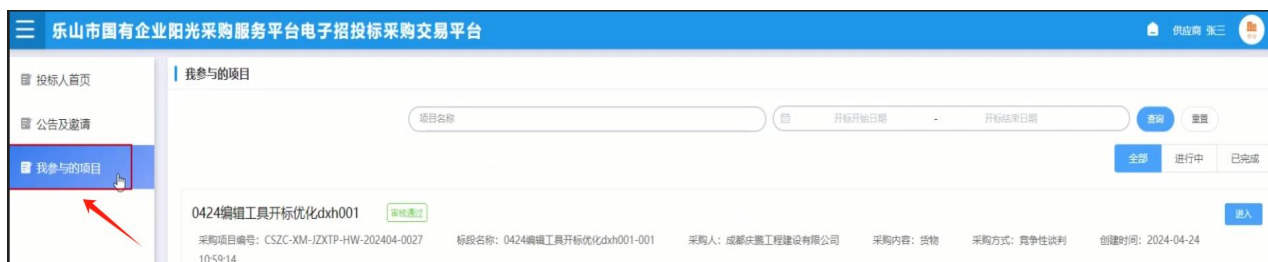 乐山市国有企业阳光采购服务平台电子招投标采购交易平台
供应商 张三
投标人首页
公告及邀请
我参与的项目
我参与的项目
项目名称
开标开始日期 - 开标结束日期
查询 重置
全部 进行中 已完成
0424编辑工具开标优化dxh001 审核通过
进入
采购项目编号：CSZC-XM-JZXTP-HW-202404-0027 标段名称：0424编辑工具开标优化dxh001-001 采购人：成都庆鹏工程建设有限公司 采购内容：货物 采购方式：竞争性谈判 创建时间：2024-04-24
10:59:14